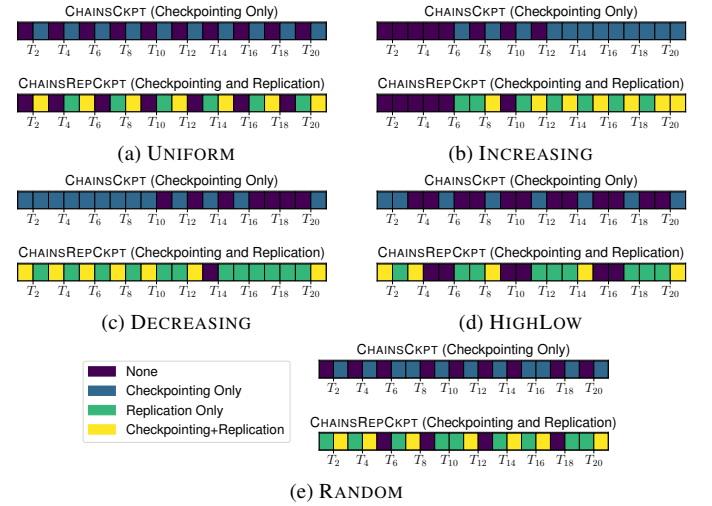 CHAINSCKPT (Checkpointing Only)
T2 T4 T6 T8 T10 T12 T14 T16 T18 T20
CHAINSREPCKPT (Checkpointing and Replication)
T2 T4 T6 T8 T10 T12 T14 T16 T18 T20
(a) UNIFORM
CHAINSCKPT (Checkpointing Only)
T2 T4 T6 T8 T10 T12 T14 T16 T18 T20
CHAINSREPCKPT (Checkpointing and Replication)
T2 T4 T6 T8 T10 T12 T14 T16 T18 T20
(b) INCREASING
CHAINSCKPT (Checkpointing Only)
T2 T4 T6 T8 T10 T12 T14 T16 T18 T20
CHAINSREPCKPT (Checkpointing and Replication)
T2 T4 T6 T8 T10 T12 T14 T16 T18 T20
(c) DECREASING
CHAINSCKPT (Checkpointing Only)
T2 T4 T6 T8 T10 T12 T14 T16 T18 T20
CHAINSREPCKPT (Checkpointing and Replication)
T2 T4 T6 T8 T10 T12 T14 T16 T18 T20
(d) HIGHLOW
None
Checkpointing Only
Replication Only
Checkpointing+Replication
CHAINSCKPT (Checkpointing Only)
T2 T4 T6 T8 T10 T12 T14 T16 T18 T20
CHAINSREPCKPT (Checkpointing and Replication)
T2 T4 T6 T8 T10 T12 T14 T16 T18 T20
(e) RANDOM